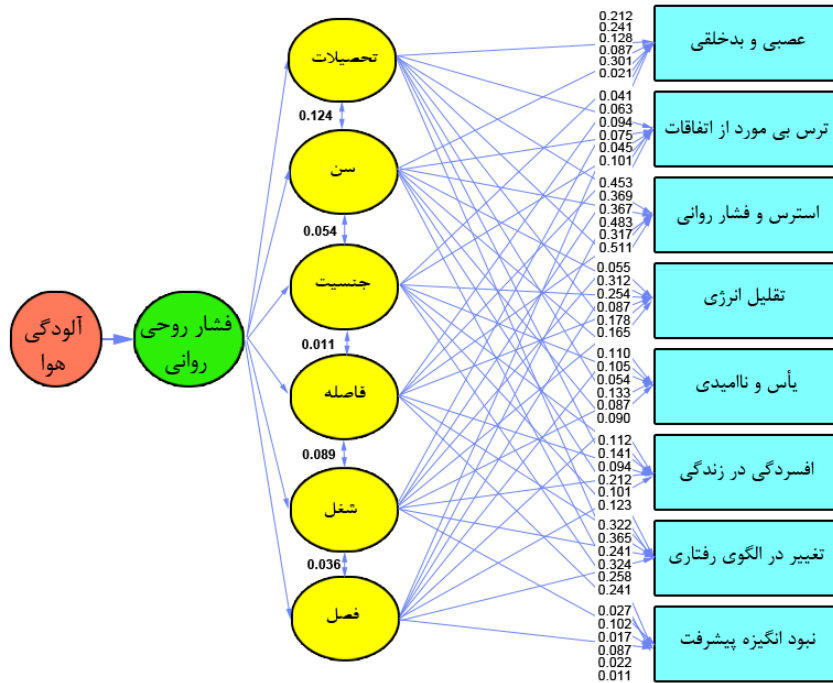 آلودگی
هوا
فشار روحی
روانی
تحصیلات
0.124
سن
0.054
جنسیت
0.011
فاصله
0.089
شغل
0.036
فصل
0.212
0.241
0.128
0.087
0.301
0.021
عصبی و بدخلقی
0.041
0.063
0.094
0.075
0.045
0.101
ترس بی مورد از اتفاقات
0.453
0.369
0.367
0.483
0.317
0.511
استرس و فشار روانی
0.055
0.312
0.254
0.087
0.178
0.165
تقلیل انرژی
0.110
0.105
0.054
0.133
0.087
0.090
یأس و ناامیدی
0.112
0.141
0.094
0.212
0.101
0.123
افسردگی در زندگی
0.322
0.365
0.241
0.324
0.258
0.241
تغییر در الگوی رفتاری
0.027
0.102
0.017
0.087
0.022
0.011
نبود انگیزه پیشرفت